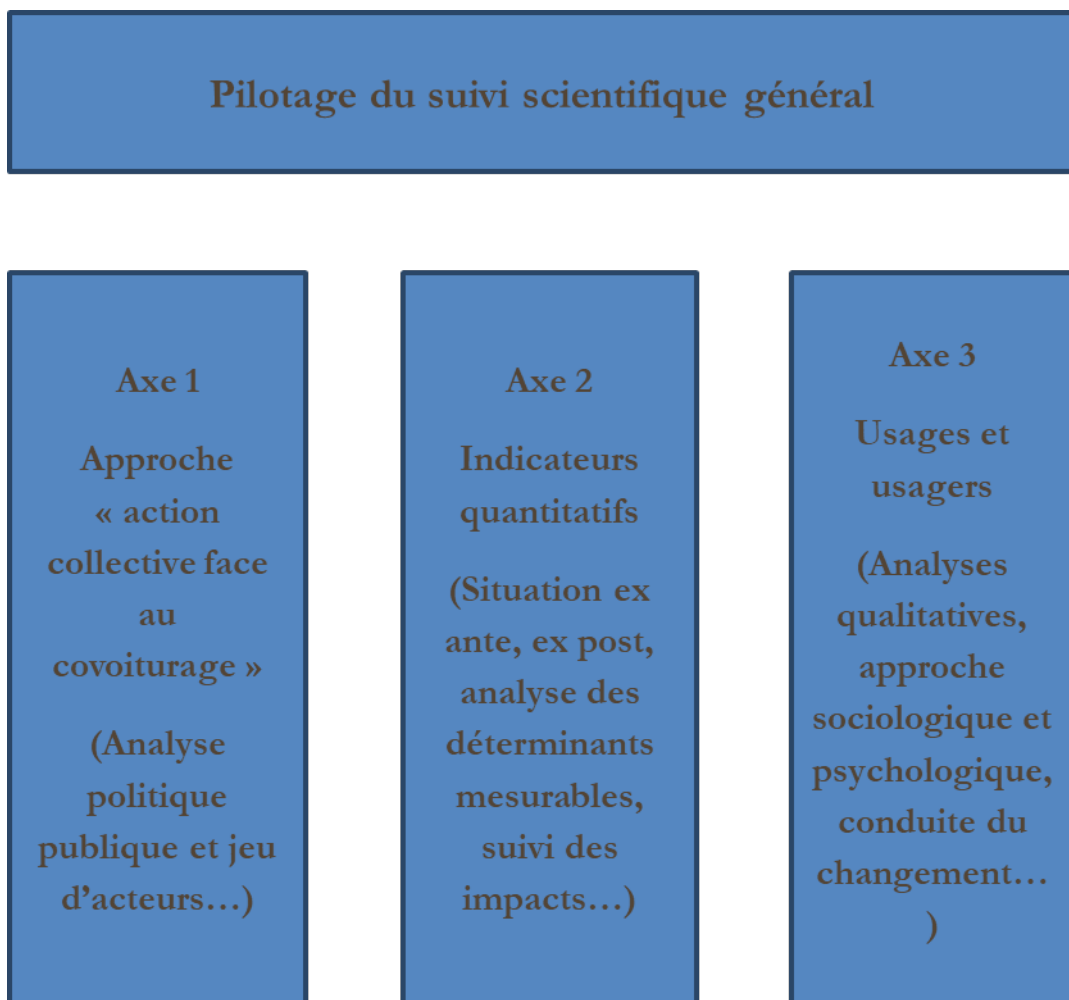 Pilotage du suivi scientifique général
Axe 1
Approche
« action
collective face
au
covoiturage »
(Analyse
politique
publique et jeu
d’acteurs…)
Axe 2
Indicateurs
quantitatifs
(Situation ex
ante, ex post,
analyse des
déterminants
mesurables,
suivi des
impacts…)
Axe 3
Usages et
usagers
(Analyses
qualitatives,
approche
sociologique et
psychologique,
conduite du
changement…
)